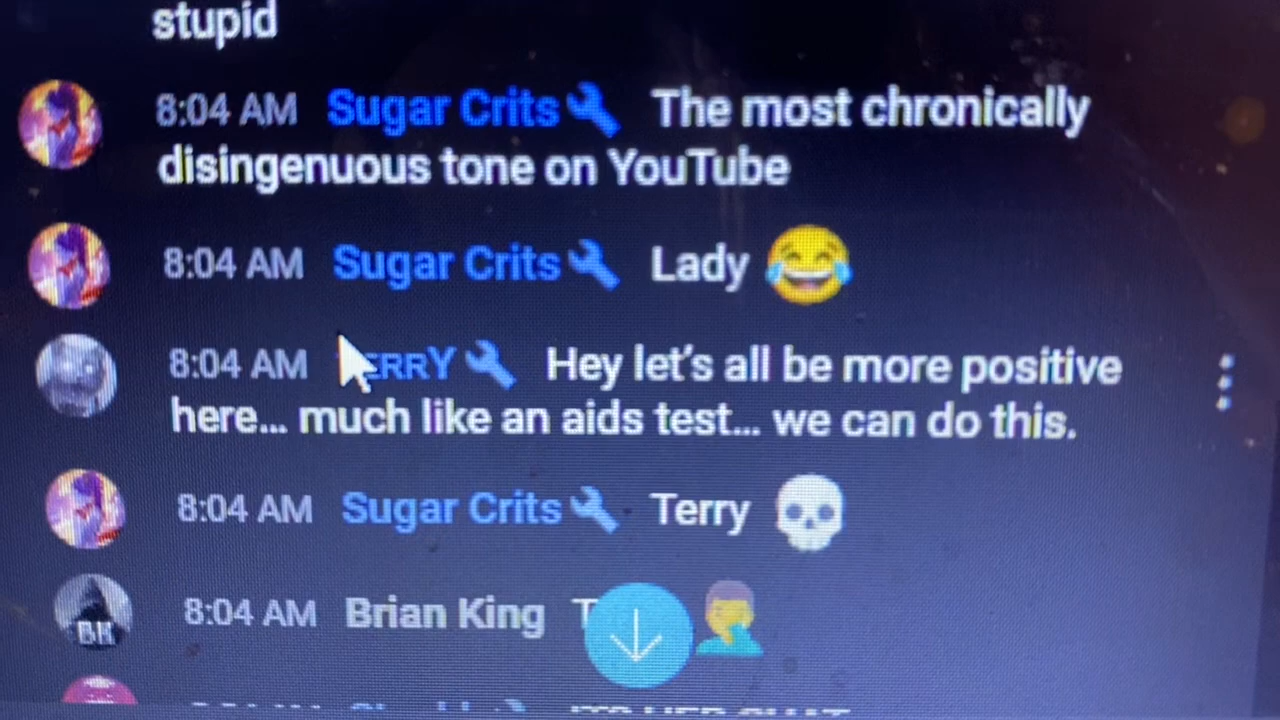 stupid
8:04 AM Sugar Crits The most chronically
disingenuous tone on YouTube
8:04 AM Sugar Crits Lady 😂
8:04 AM ERRY Hey let's all be more positive
here... much like an aids test... we can do this.
8:04 AM Sugar Crits Terry 💀
BK
8:04 AM Brian King T 🤦